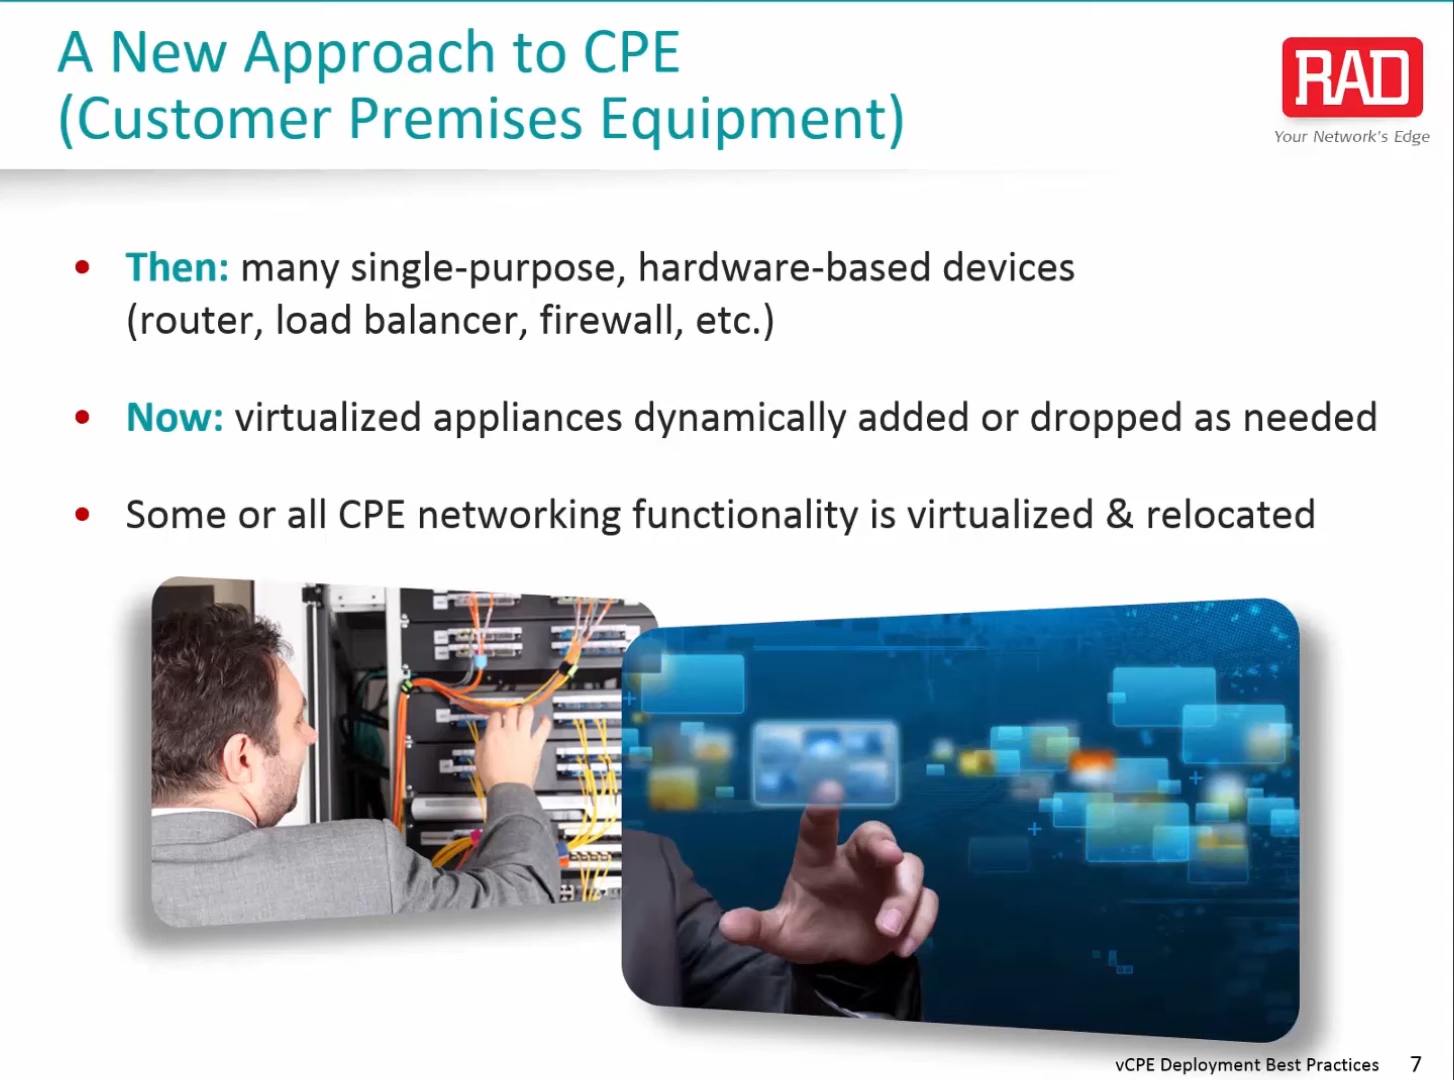 A New Approach to CPE
(Customer Premises Equipment)
RAD
Your Network's Edge
• Then: many single-purpose, hardware-based devices
(router, load balancer, firewall, etc.)
• Now: virtualized appliances dynamically added or dropped as needed
• Some or all CPE networking functionality is virtualized & relocated
vCPE Deployment Best Practices 7